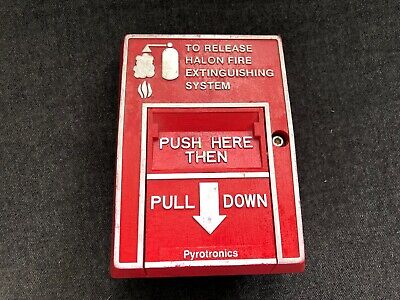 TO RELEASE
HALON FIRE
EXTINGUISHING
SYSTEM
PUSH HERE
THEN
PULL DOWN
Pyrotronics